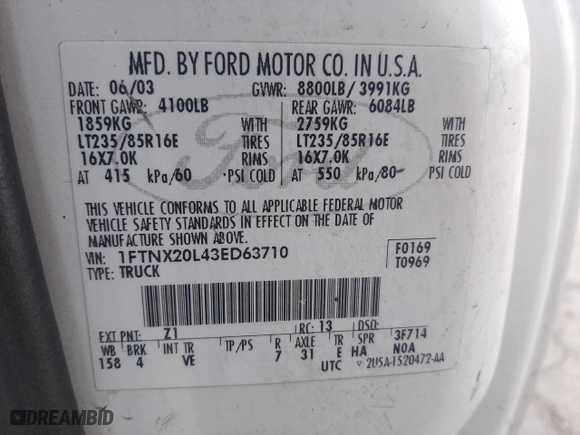 MFD. BY FORD MOTOR CO. IN U.S.A.
DATE: 06/03 GVWR: 8800LB/ 3991KG
FRONT GAWR: 4100LB REAR GAWR: 6084LB
1859KG WITH 2759KG WITH
LT235/85R16E TIRES LT235/85R16E TIRES
16X7.0K RIMS 16X7.0K RIMS
AT 415 kPa/60 PSI COLD AT 550 kPa/80 PSI COLD
Ford
THIS VEHICLE CONFORMS TO ALL APPLICABLE FEDERAL MOTOR
VEHICLE SAFETY STANDARDS IN EFFECT ON THE DATE OF
MANUFACTURE SHOWN ABOVE.
VIN: 1FTNX20L43ED63710 F0169
TYPE: TRUCK T0969
EXT PNT: Z1 RC: 13 DSO:
WB BRK INT TR TP/PS R AXLE TR SPR 3F714
158 4 VE 7 31 E HA NOA
UTC 2U5A-1520472-AA
DREAMBID